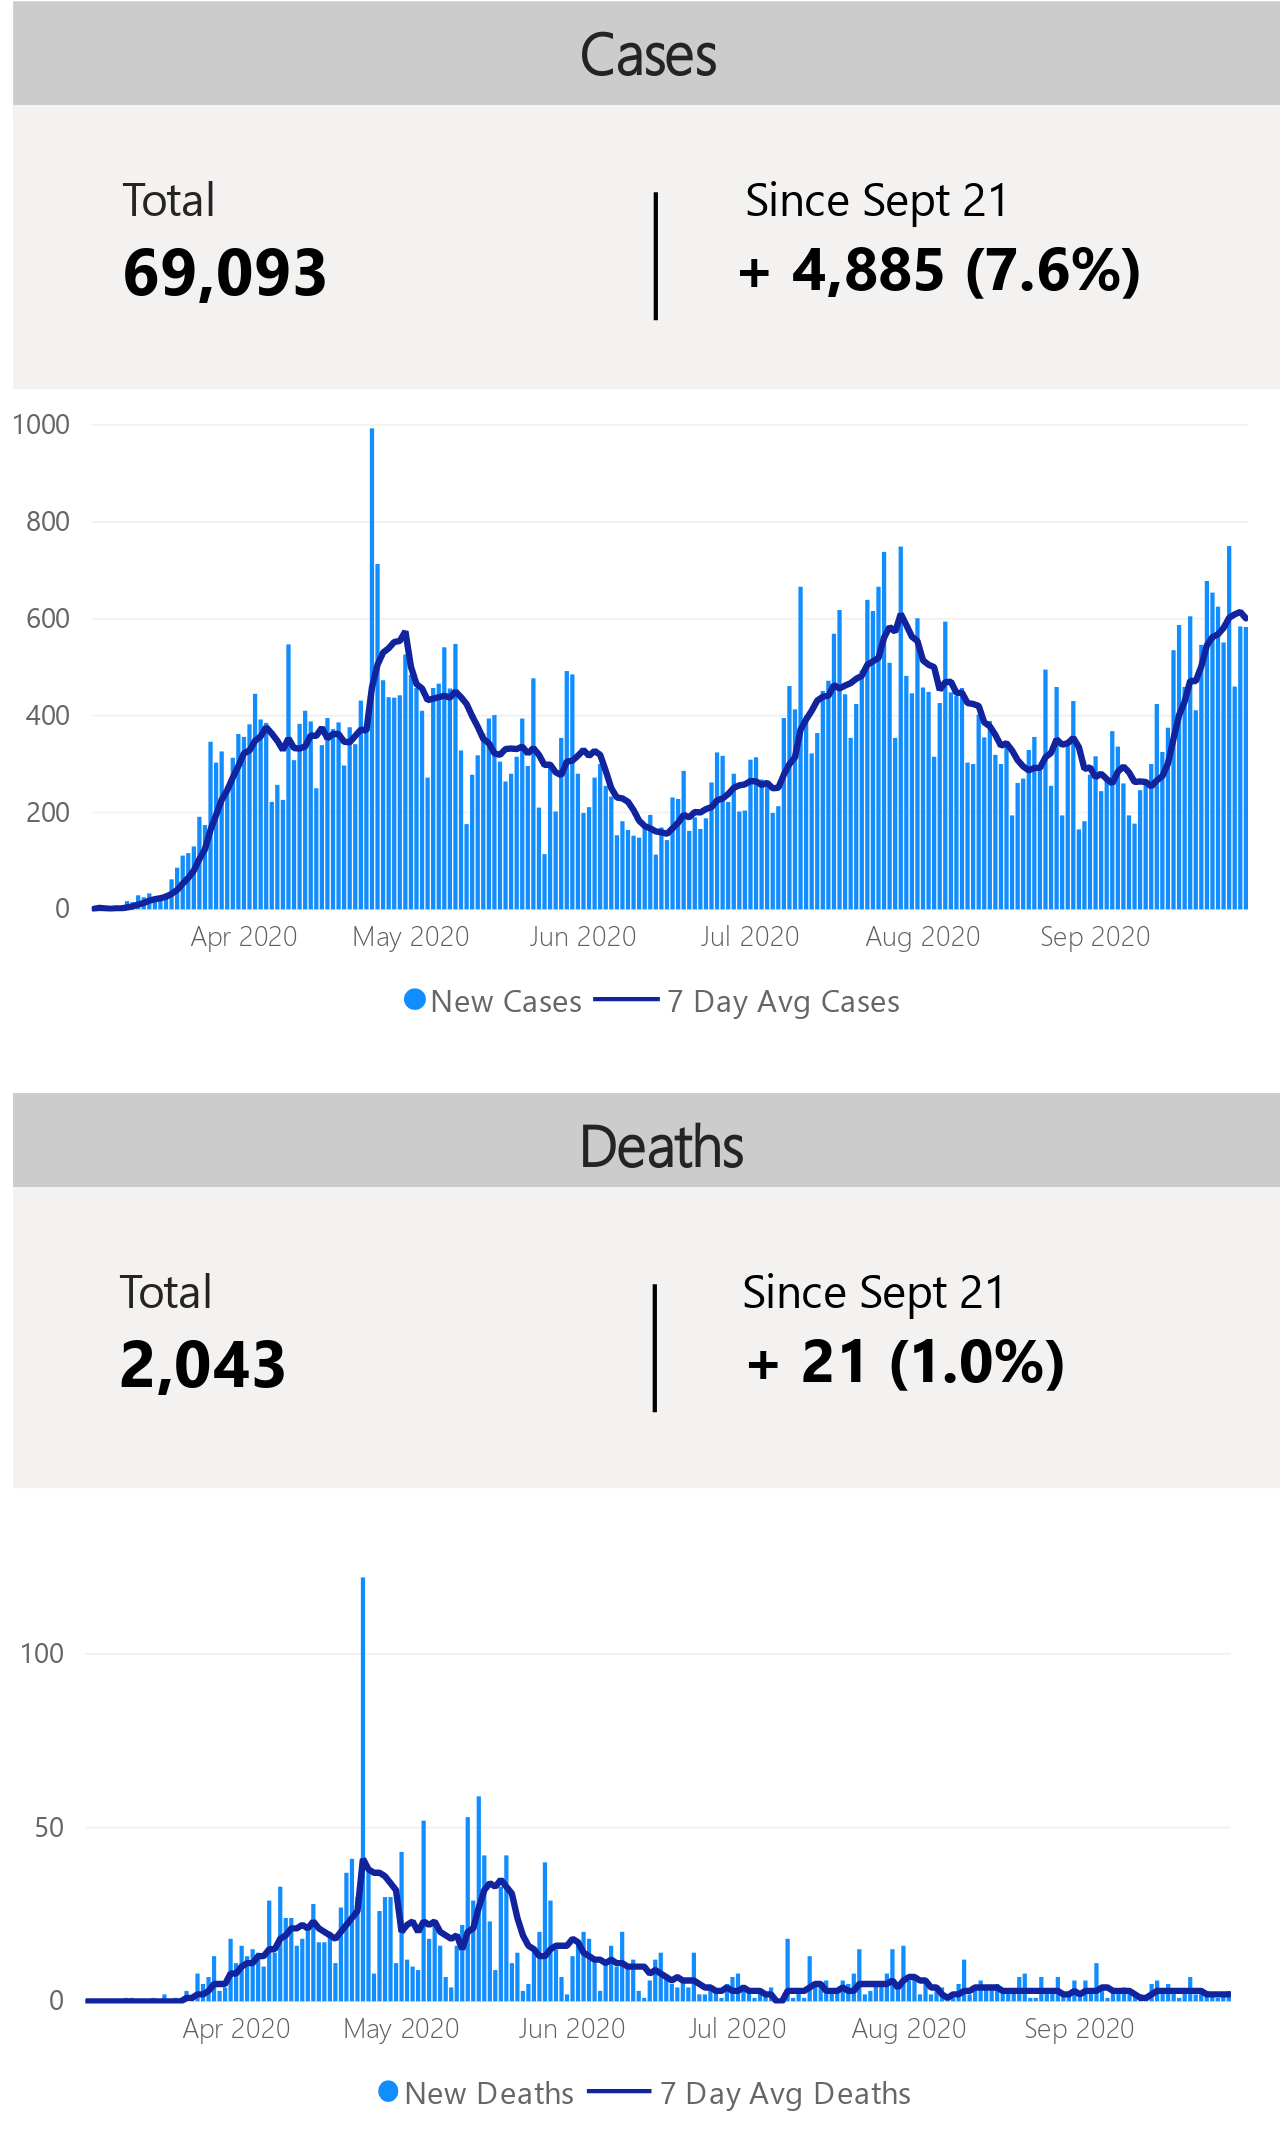 Cases
Total
Since Sept 21
69,093
+ 4,885 (7.6%)
1000
800
600
400
200
0
Apr 2020 May 2020 Jun 2020 Jul 2020 Aug 2020 Sep 2020
New Cases 7 Day Avg Cases
Deaths
Total
Since Sept 21
2,043
+ 21 (1.0%)
100
50
0
Apr 2020 May 2020 Jun 2020 Jul 2020 Aug 2020 Sep 2020
New Deaths 7 Day Avg Deaths